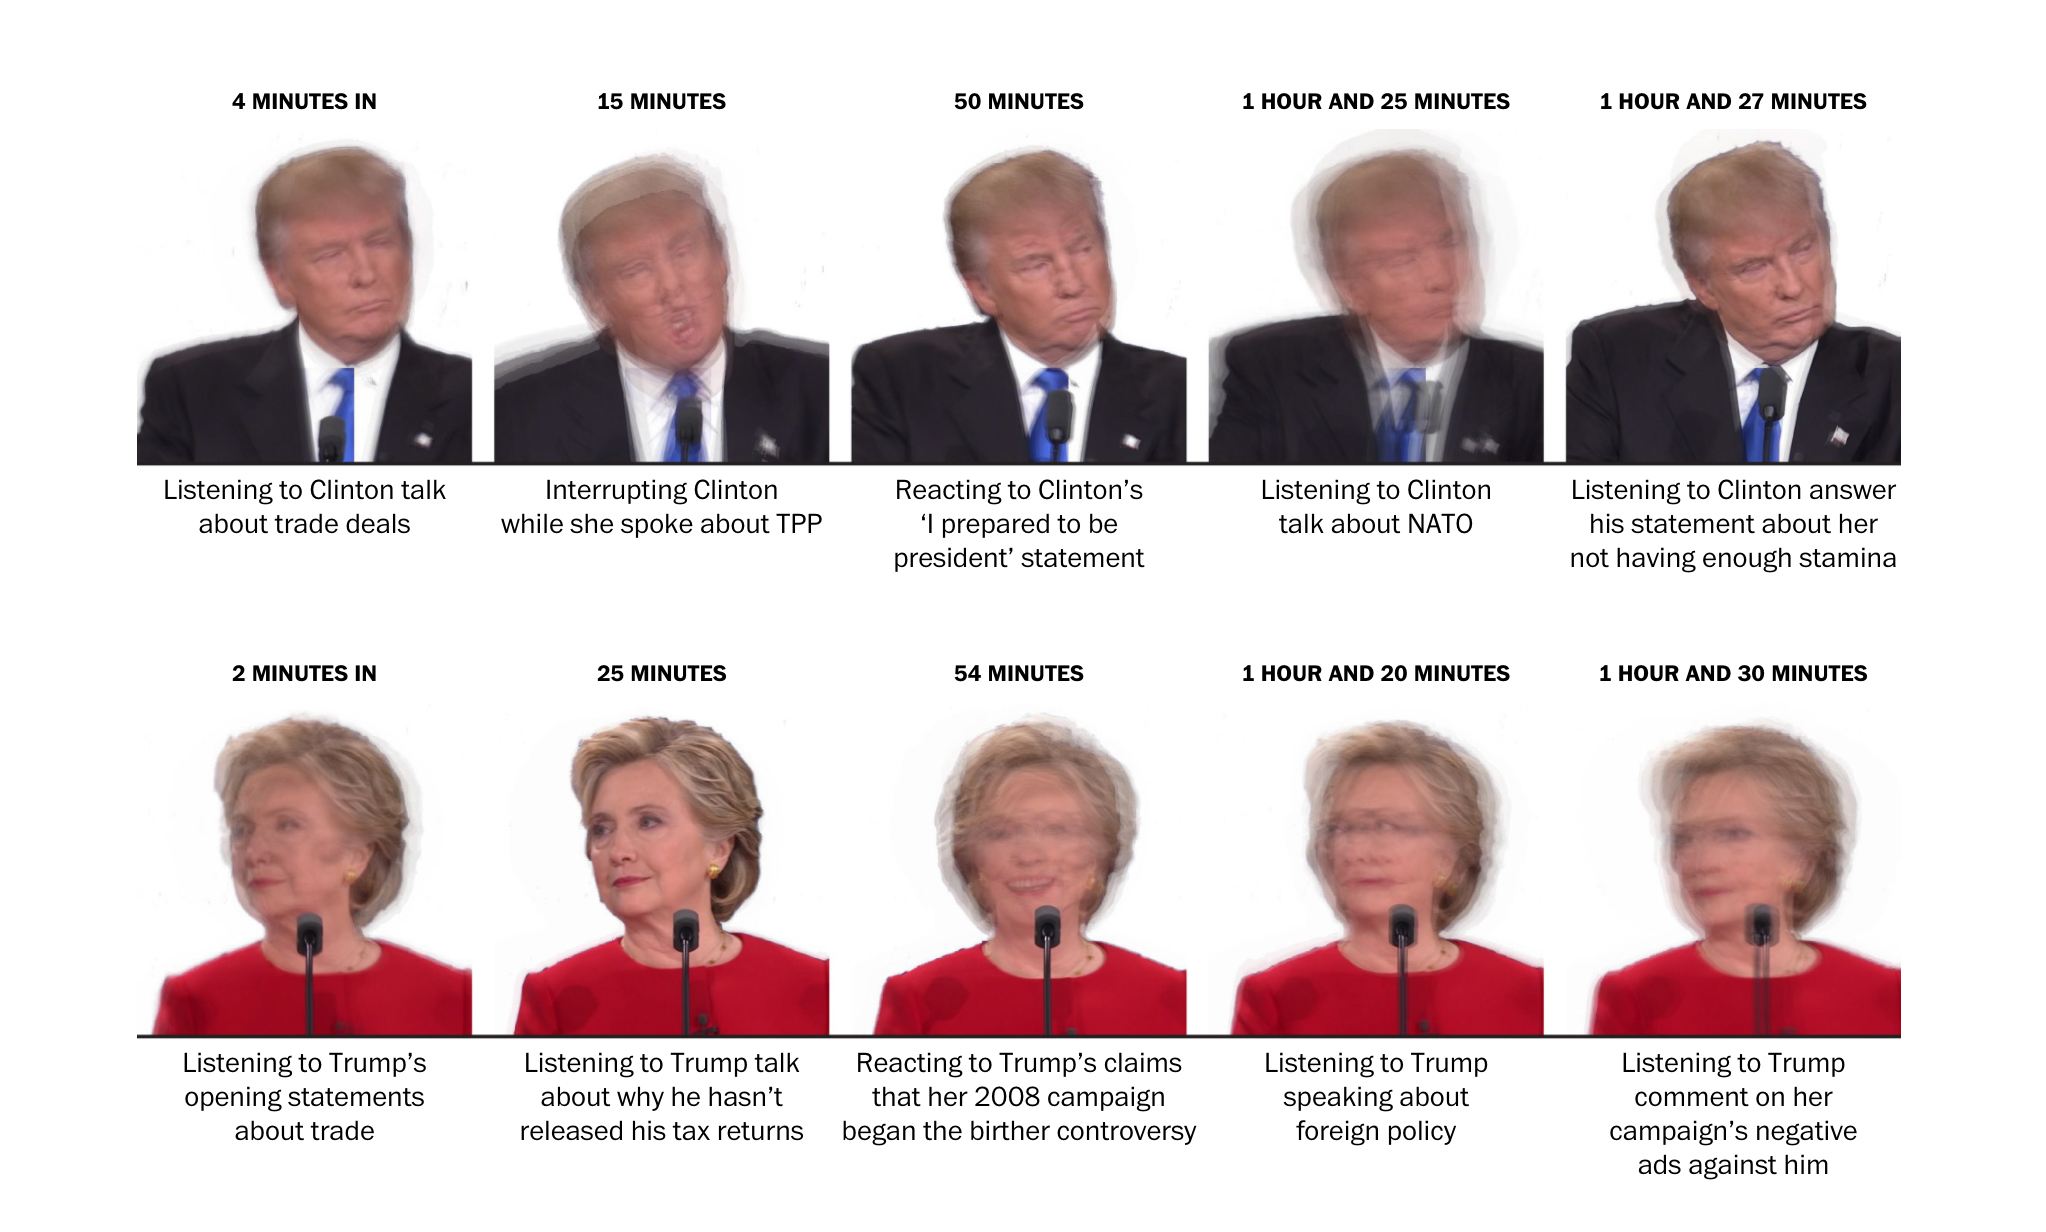 4 MINUTES IN
15 MINUTES
50 MINUTES
1 HOUR AND 25 MINUTES
1 HOUR AND 27 MINUTES
Listening to Clinton talk
about trade deals
Interrupting Clinton
while she spoke about TPP
Reacting to Clinton’s
‘I prepared to be
president’ statement
Listening to Clinton
talk about NATO
Listening to Clinton answer
his statement about her
not having enough stamina
2 MINUTES IN
25 MINUTES
54 MINUTES
1 HOUR AND 20 MINUTES
1 HOUR AND 30 MINUTES
Listening to Trump’s
opening statements
about trade
Listening to Trump talk
about why he hasn’t
released his tax returns
Reacting to Trump’s claims
that her 2008 campaign
began the birther controversy
Listening to Trump
speaking about
foreign policy
Listening to Trump
comment on her
campaign’s negative
ads against him